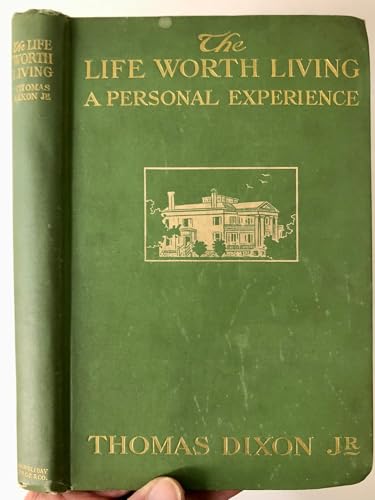 The LIFE
WORTH
LIVING
THOMAS
DIXON JR.
The
LIFE WORTH LIVING
A PERSONAL EXPERIENCE
THOMAS DIXON JR